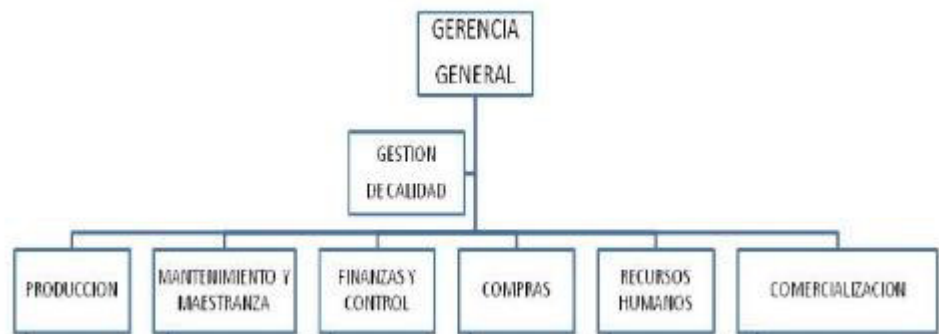 GERENCIA
GENERAL
GESTION
DE CALIDAD
PRODUCCION
MANTENIMIENTO Y
MAESTRANZA
FINANZAS Y
CONTROL
COMPRAS
RECURSOS
HUMANOS
COMERCIALIZACION